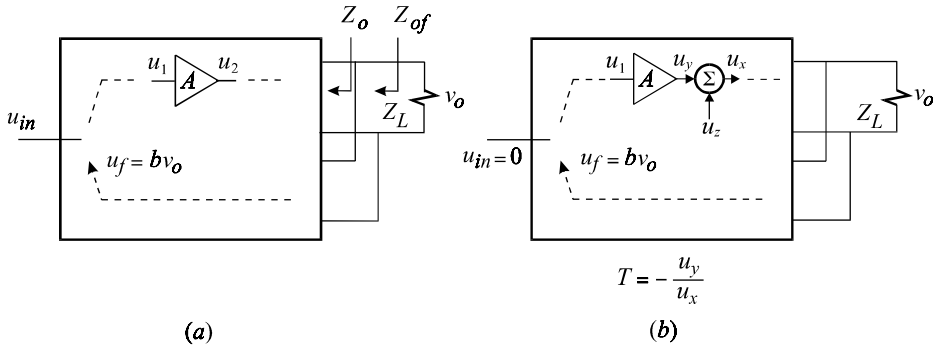 Z_o Z_of
u_1 A u_2
Z_L v_o
u_in
u_f = bv_o
(a)
u_1 A u_y Σ u_x
u_z
Z_L v_o
u_in = 0
u_f = bv_o
T = − u_y / u_x
(b)